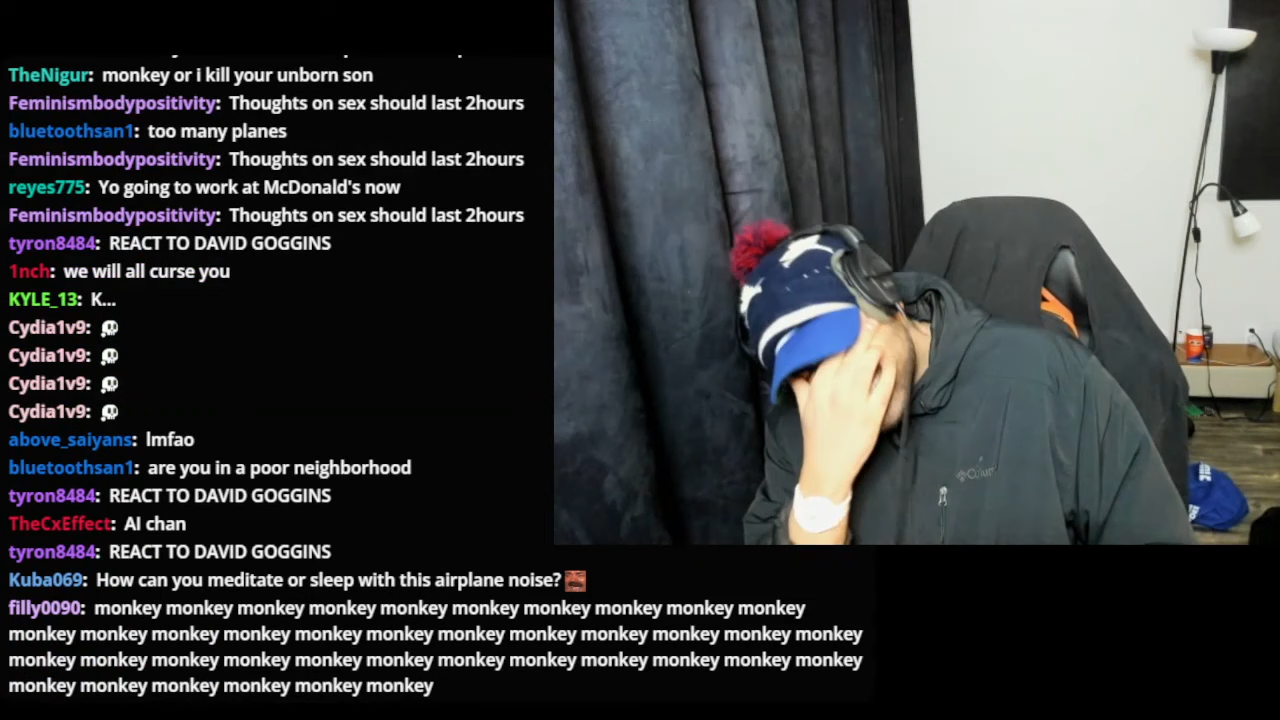 TheNigur: monkey or i kill your unborn son
Feminismbodypositivity: Thoughts on sex should last 2hours
bluetoothsan1: too many planes
Feminismbodypositivity: Thoughts on sex should last 2hours
reyes775: Yo going to work at McDonald's now
Feminismbodypositivity: Thoughts on sex should last 2hours
tyron8484: REACT TO DAVID GOGGINS
1nch: we will all curse you
KYLE_13: K...
Cydia1v9:
Cydia1v9:
Cydia1v9:
Cydia1v9:
above_saiyans: lmfao
bluetoothsan1: are you in a poor neighborhood
tyron8484: REACT TO DAVID GOGGINS
TheCxEffect: AI chan
tyron8484: REACT TO DAVID GOGGINS
Kuba069: How can you meditate or sleep with this airplane noise?
filly0090: monkey monkey monkey monkey monkey monkey monkey monkey monkey monkey
monkey monkey monkey monkey monkey monkey monkey monkey monkey monkey monkey monkey
monkey monkey monkey monkey monkey monkey monkey monkey monkey monkey monkey monkey
monkey monkey monkey monkey monkey monkey